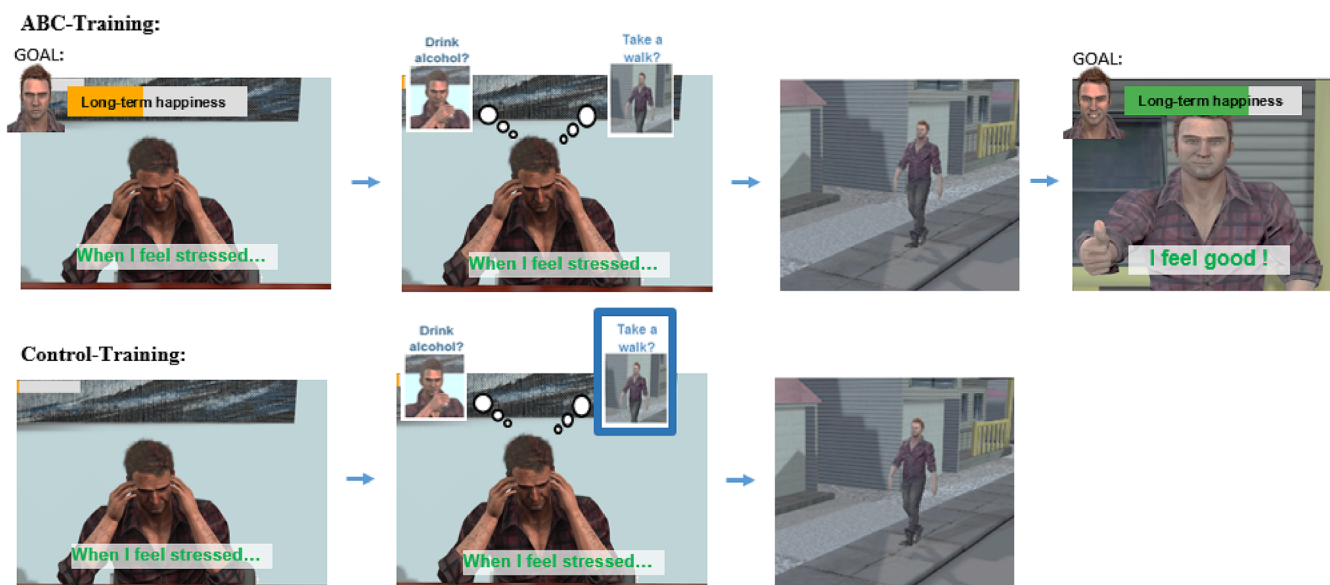 ABC-Training:
GOAL:
Long-term happiness
When I feel stressed...
Drink
alcohol?
Take a
walk?
When I feel stressed...
GOAL:
Long-term happiness
I feel good !
Control-Training:
When I feel stressed...
Drink
alcohol?
Take a
walk?
When I feel stressed...